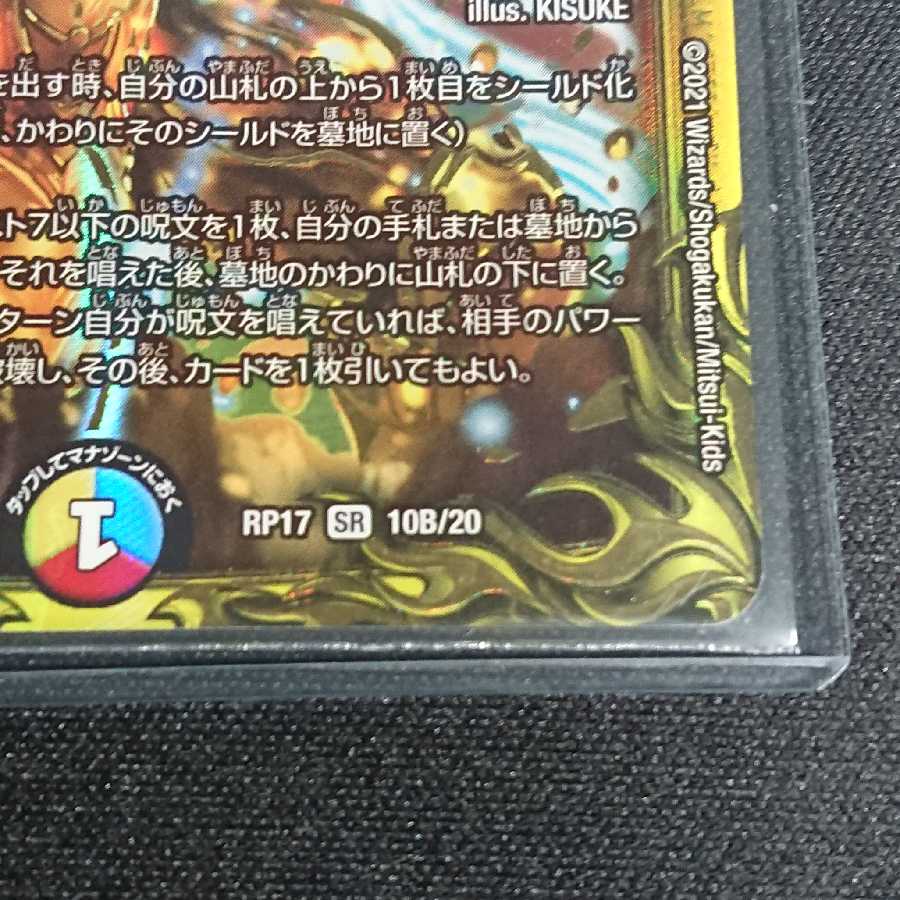 illus. KISUKE
を出す時、自分の山札の上から1枚目をシールド化
、かわりにそのシールドを墓地に置く)
スト7以下の呪文を1枚、自分の手札または墓地から
それを唱えた後、墓地のかわりに山札の下に置く。
ターン自分が呪文を唱えていれば、相手のパワー
破壊し、その後、カードを1枚引いてもよい。
タップしてマナゾーンにおく
1
RP17 SR 10B/20
©2021 Wizards/Shogakukan/Mitsui-Kids